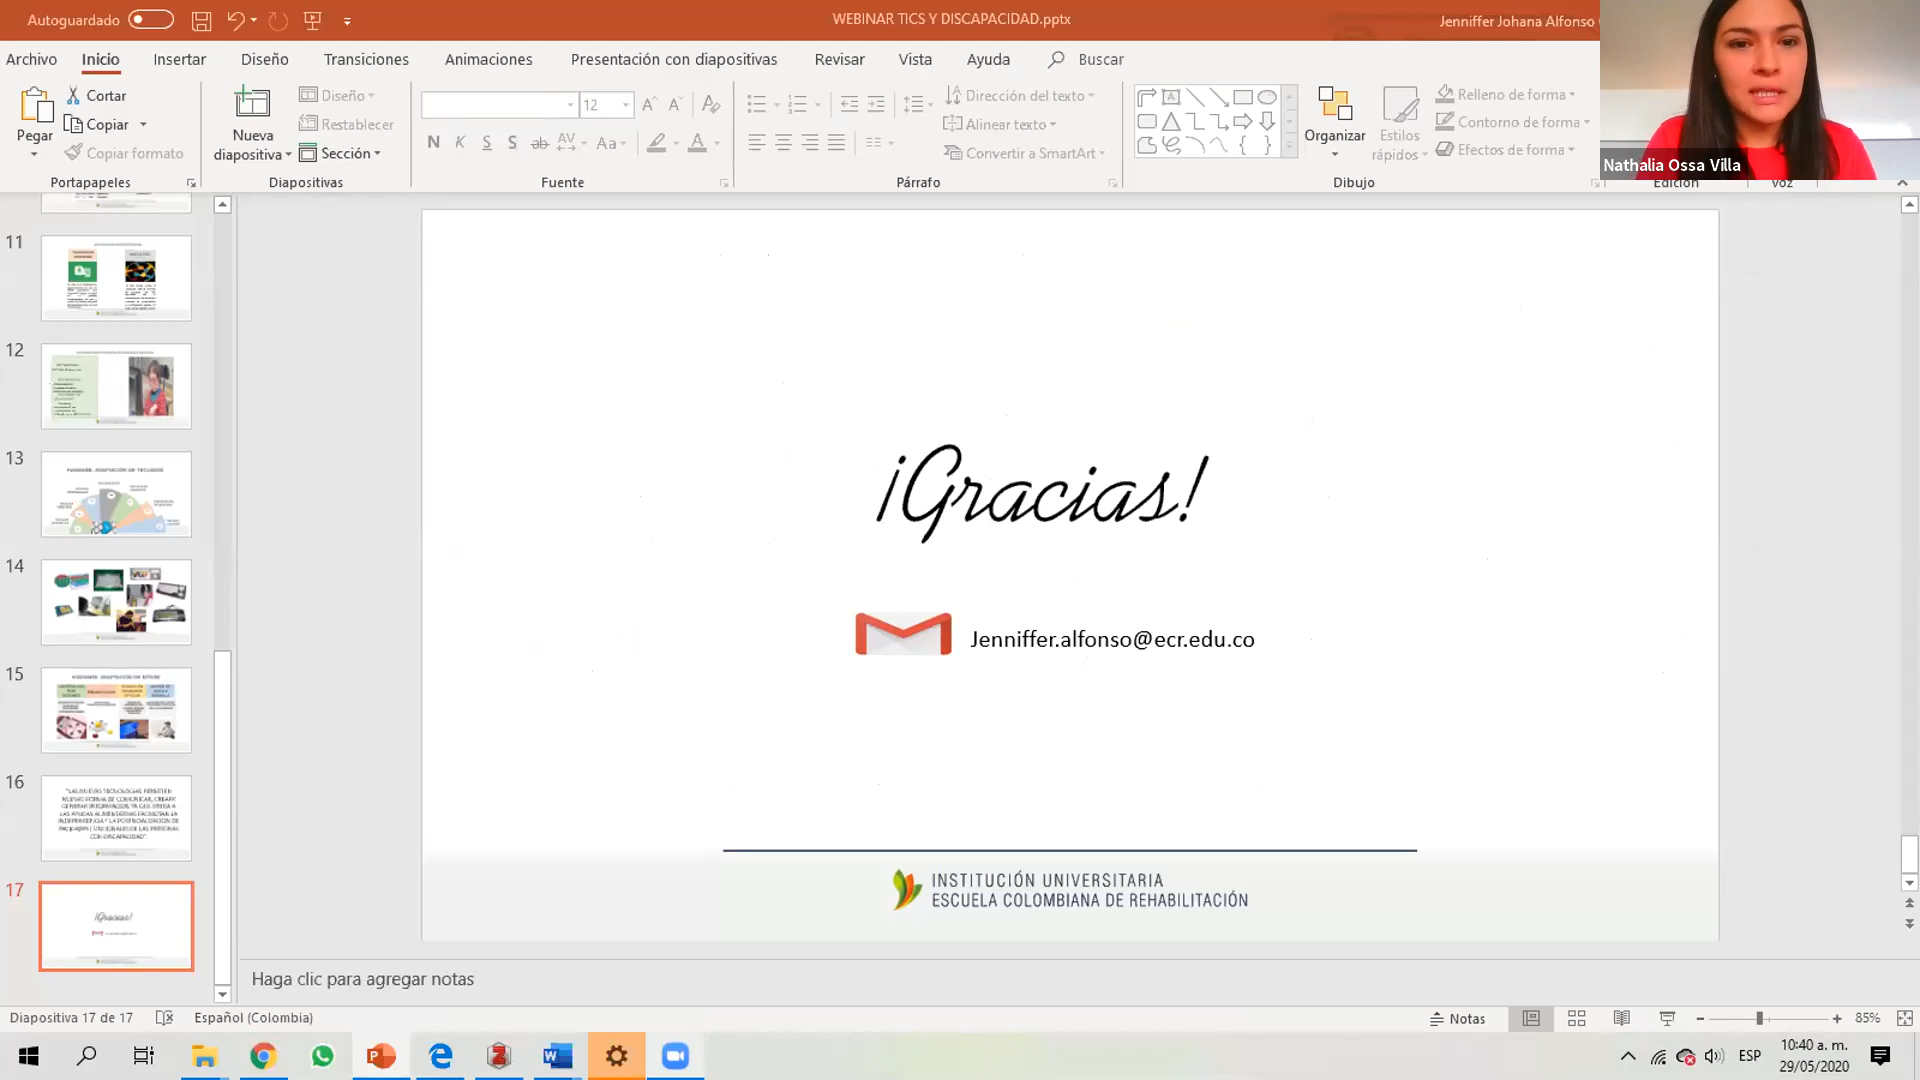 Autoguardado
WEBINAR TICS Y DISCAPACIDAD.pptx
Jenniffer Johana Alfonso
Archivo Inicio Insertar Diseño Transiciones Animaciones Presentación con diapositivas Revisar Vista Ayuda Buscar
Pegar
Cortar
Copiar
Copiar formato
Portapapeles
Nueva
diapositiva
Diseño
Restablecer
Sección
Diapositivas
12
N K S S ab AV Aa A
Fuente
Dirección del texto
Alinear texto
Convertir a SmartArt
Párrafo
Organizar
Estilos
rápidos
Relleno de forma
Contorno de forma
Efectos de forma
Dibujo
Edición
Voz
Nathalia Ossa Villa
11
12
13
14
15
16
17
¡Gracias!
Jenniffer.alfonso@ecr.edu.co
INSTITUCIÓN UNIVERSITARIA
ESCUELA COLOMBIANA DE REHABILITACIÓN
Haga clic para agregar notas
Diapositiva 17 de 17
Español (Colombia)
Notas
85%
ESP
10:40 a. m.
29/05/2020